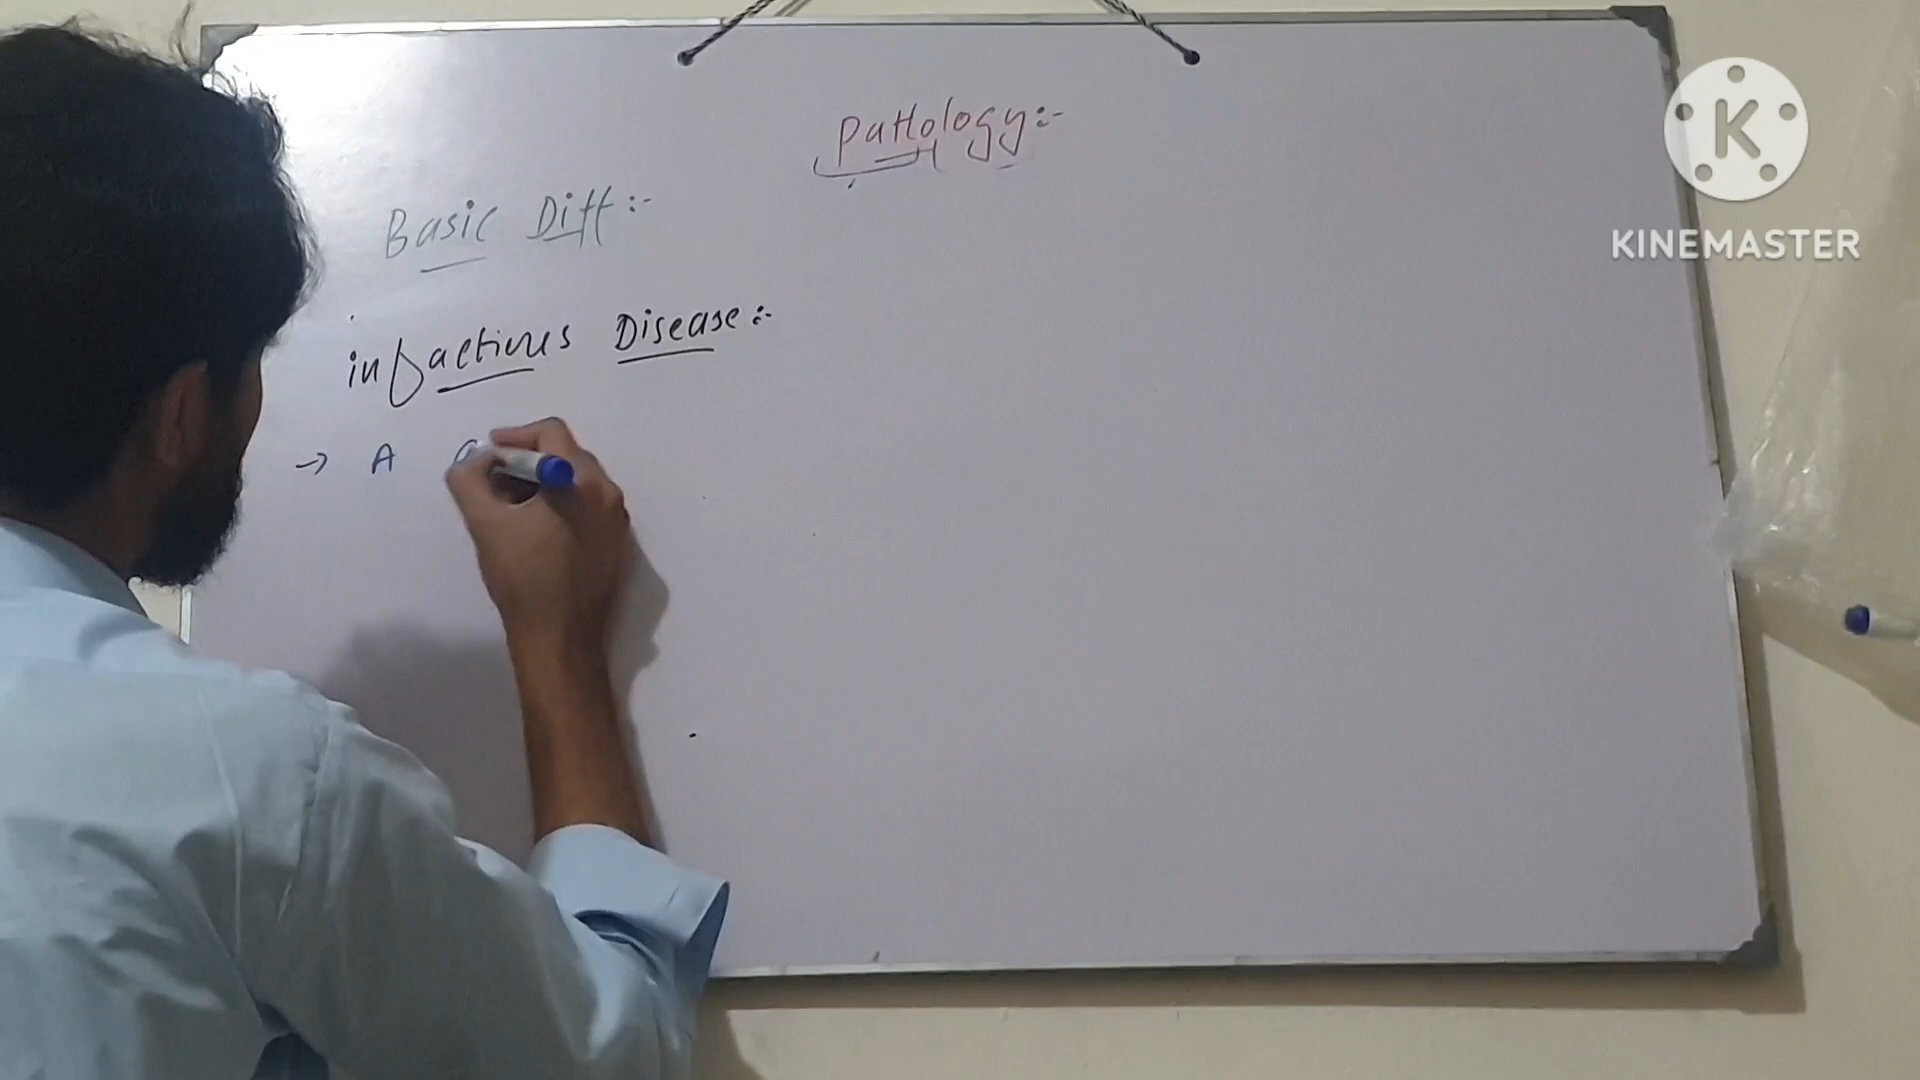 Pathology:-
K
KINEMASTER
Basic Diff:-
infactious Disease:-
→ A